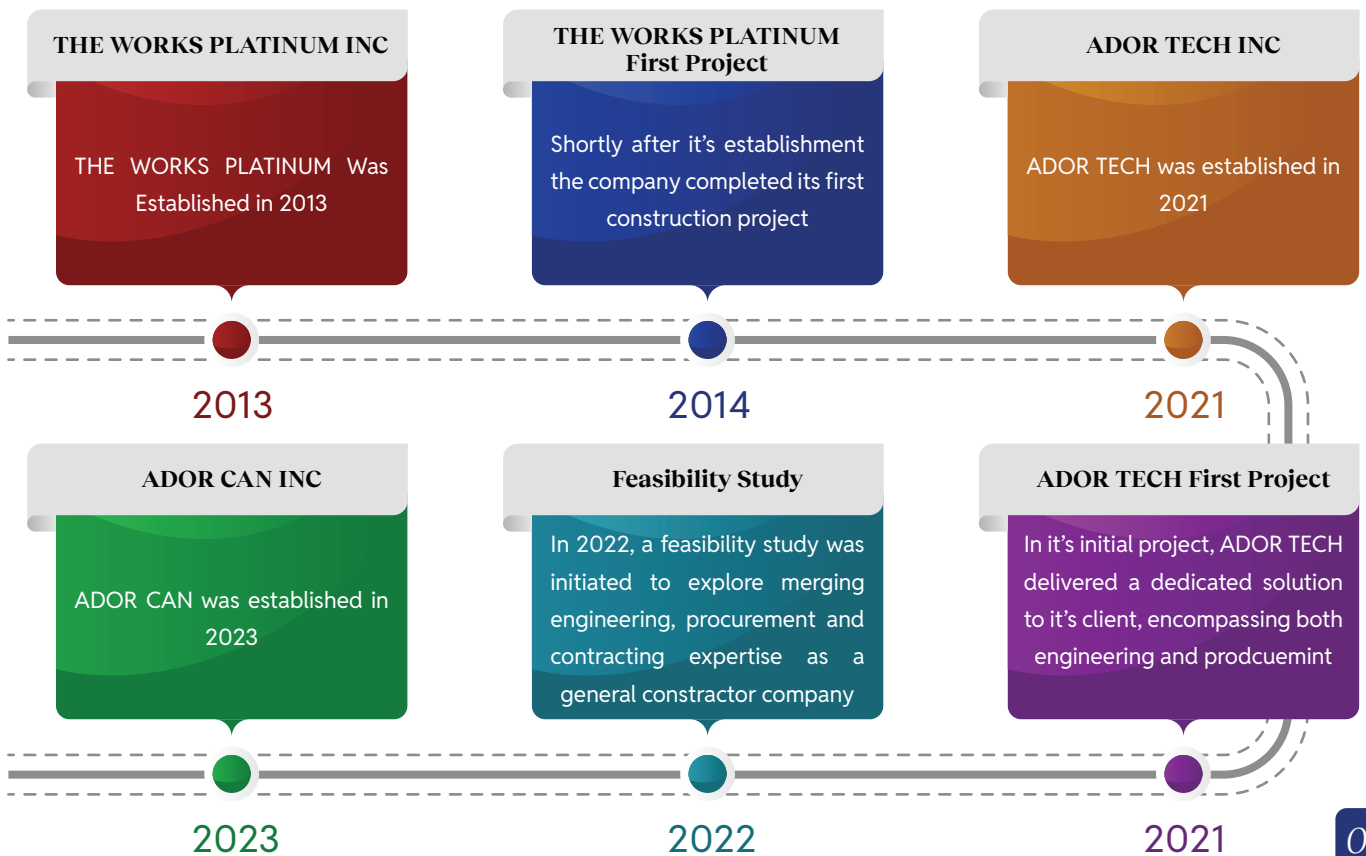 THE WORKS PLATINUM INC
THE WORKS PLATINUM Was
Established in 2013
2013
THE WORKS PLATINUM
First Project
Shortly after it's establishment
the company completed its first
construction project
2014
ADOR TECH INC
ADOR TECH was established in
2021
2021
ADOR TECH First Project
In it's initial project, ADOR TECH
delivered a dedicated solution
to it's client, encompassing both
engineering and prodcuemint
2021
Feasibility Study
In 2022, a feasibility study was
initiated to explore merging
engineering, procurement and
contracting expertise as a
general constractor company
2022
ADOR CAN INC
ADOR CAN was established in
2023
2023